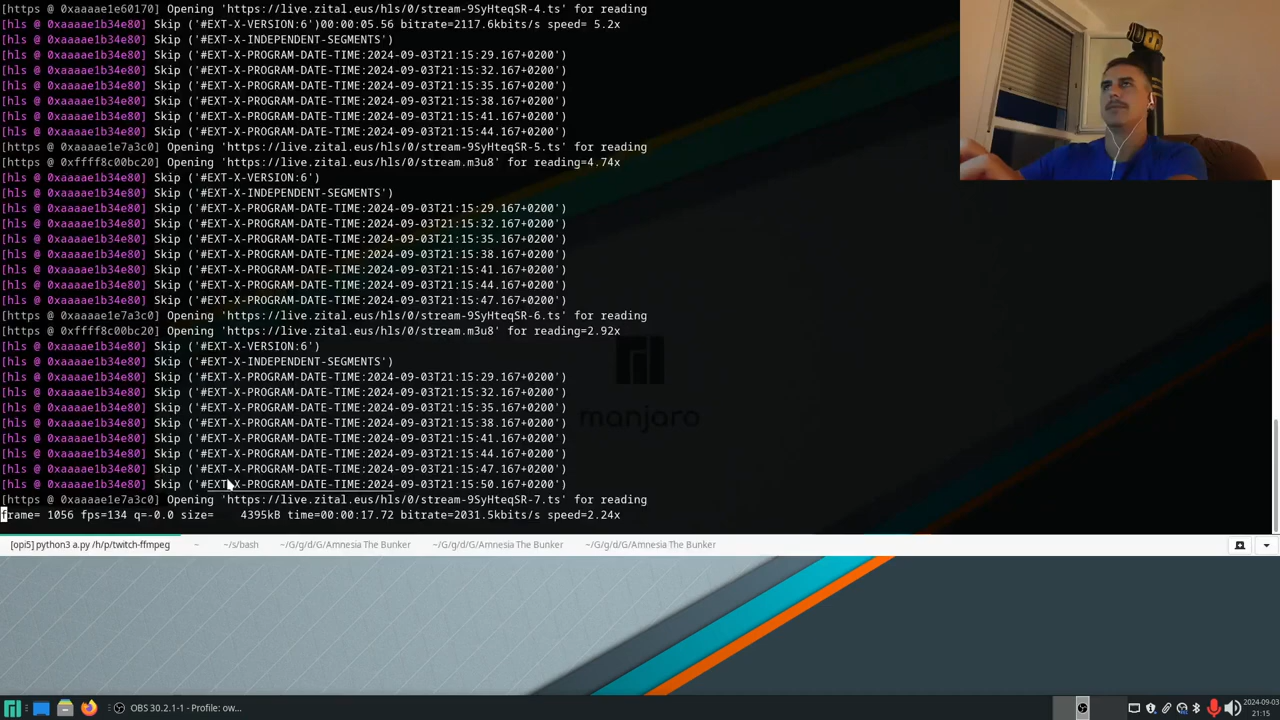 [https @ 0xaaaae1e60170] Opening 'https://live.zital.eus/hls/0/stream-9SyHteqSR-4.ts' for reading
[hls @ 0xaaaae1b34e80] Skip ('#EXT-X-VERSION:6')00:00:05.56 bitrate=2117.6kbits/s speed= 5.2x
[hls @ 0xaaaae1b34e80] Skip ('#EXT-X-INDEPENDENT-SEGMENTS')
[hls @ 0xaaaae1b34e80] Skip ('#EXT-X-PROGRAM-DATE-TIME:2024-09-03T21:15:29.167+0200')
[hls @ 0xaaaae1b34e80] Skip ('#EXT-X-PROGRAM-DATE-TIME:2024-09-03T21:15:32.167+0200')
[hls @ 0xaaaae1b34e80] Skip ('#EXT-X-PROGRAM-DATE-TIME:2024-09-03T21:15:35.167+0200')
[hls @ 0xaaaae1b34e80] Skip ('#EXT-X-PROGRAM-DATE-TIME:2024-09-03T21:15:38.167+0200')
[hls @ 0xaaaae1b34e80] Skip ('#EXT-X-PROGRAM-DATE-TIME:2024-09-03T21:15:41.167+0200')
[hls @ 0xaaaae1b34e80] Skip ('#EXT-X-PROGRAM-DATE-TIME:2024-09-03T21:15:44.167+0200')
[https @ 0xaaaae1e7a3c0] Opening 'https://live.zital.eus/hls/0/stream-9SyHteqSR-5.ts' for reading
[https @ 0xffff8c00bc20] Opening 'https://live.zital.eus/hls/0/stream.m3u8' for reading=4.74x
[hls @ 0xaaaae1b34e80] Skip ('#EXT-X-VERSION:6')
[hls @ 0xaaaae1b34e80] Skip ('#EXT-X-INDEPENDENT-SEGMENTS')
[hls @ 0xaaaae1b34e80] Skip ('#EXT-X-PROGRAM-DATE-TIME:2024-09-03T21:15:29.167+0200')
[hls @ 0xaaaae1b34e80] Skip ('#EXT-X-PROGRAM-DATE-TIME:2024-09-03T21:15:32.167+0200')
[hls @ 0xaaaae1b34e80] Skip ('#EXT-X-PROGRAM-DATE-TIME:2024-09-03T21:15:35.167+0200')
[hls @ 0xaaaae1b34e80] Skip ('#EXT-X-PROGRAM-DATE-TIME:2024-09-03T21:15:38.167+0200')
[hls @ 0xaaaae1b34e80] Skip ('#EXT-X-PROGRAM-DATE-TIME:2024-09-03T21:15:41.167+0200')
[hls @ 0xaaaae1b34e80] Skip ('#EXT-X-PROGRAM-DATE-TIME:2024-09-03T21:15:44.167+0200')
[hls @ 0xaaaae1b34e80] Skip ('#EXT-X-PROGRAM-DATE-TIME:2024-09-03T21:15:47.167+0200')
[https @ 0xaaaae1e7a3c0] Opening 'https://live.zital.eus/hls/0/stream-9SyHteqSR-6.ts' for reading
[https @ 0xffff8c00bc20] Opening 'https://live.zital.eus/hls/0/stream.m3u8' for reading=2.92x
[hls @ 0xaaaae1b34e80] Skip ('#EXT-X-VERSION:6')
[hls @ 0xaaaae1b34e80] Skip ('#EXT-X-INDEPENDENT-SEGMENTS')
[hls @ 0xaaaae1b34e80] Skip ('#EXT-X-PROGRAM-DATE-TIME:2024-09-03T21:15:29.167+0200')
[hls @ 0xaaaae1b34e80] Skip ('#EXT-X-PROGRAM-DATE-TIME:2024-09-03T21:15:32.167+0200')
[hls @ 0xaaaae1b34e80] Skip ('#EXT-X-PROGRAM-DATE-TIME:2024-09-03T21:15:35.167+0200')
[hls @ 0xaaaae1b34e80] Skip ('#EXT-X-PROGRAM-DATE-TIME:2024-09-03T21:15:38.167+0200')
manjaro
[hls @ 0xaaaae1b34e80] Skip ('#EXT-X-PROGRAM-DATE-TIME:2024-09-03T21:15:41.167+0200')
[hls @ 0xaaaae1b34e80] Skip ('#EXT-X-PROGRAM-DATE-TIME:2024-09-03T21:15:44.167+0200')
[hls @ 0xaaaae1b34e80] Skip ('#EXT-X-PROGRAM-DATE-TIME:2024-09-03T21:15:47.167+0200')
[hls @ 0xaaaae1b34e80] Skip ('#EXT-X-PROGRAM-DATE-TIME:2024-09-03T21:15:50.167+0200')
[https @ 0xaaaae1e7a3c0] Opening 'https://live.zital.eus/hls/0/stream-9SyHteqSR-7.ts' for reading
frame= 1056 fps=134 q=-0.0 size=    4395kB time=00:00:17.72 bitrate=2031.5kbits/s speed=2.24x
[opi5] python3 a.py /h/p/twitch-ffmpeg ~ ~/s/bash ~/G/g/d/G/Amnesia The Bunker ~/G/g/d/G/Amnesia The Bunker ~/G/g/d/G/Amnesia The Bunker
OBS 30.2.1-1 - Profile: ow...
2024-09-03
21:15